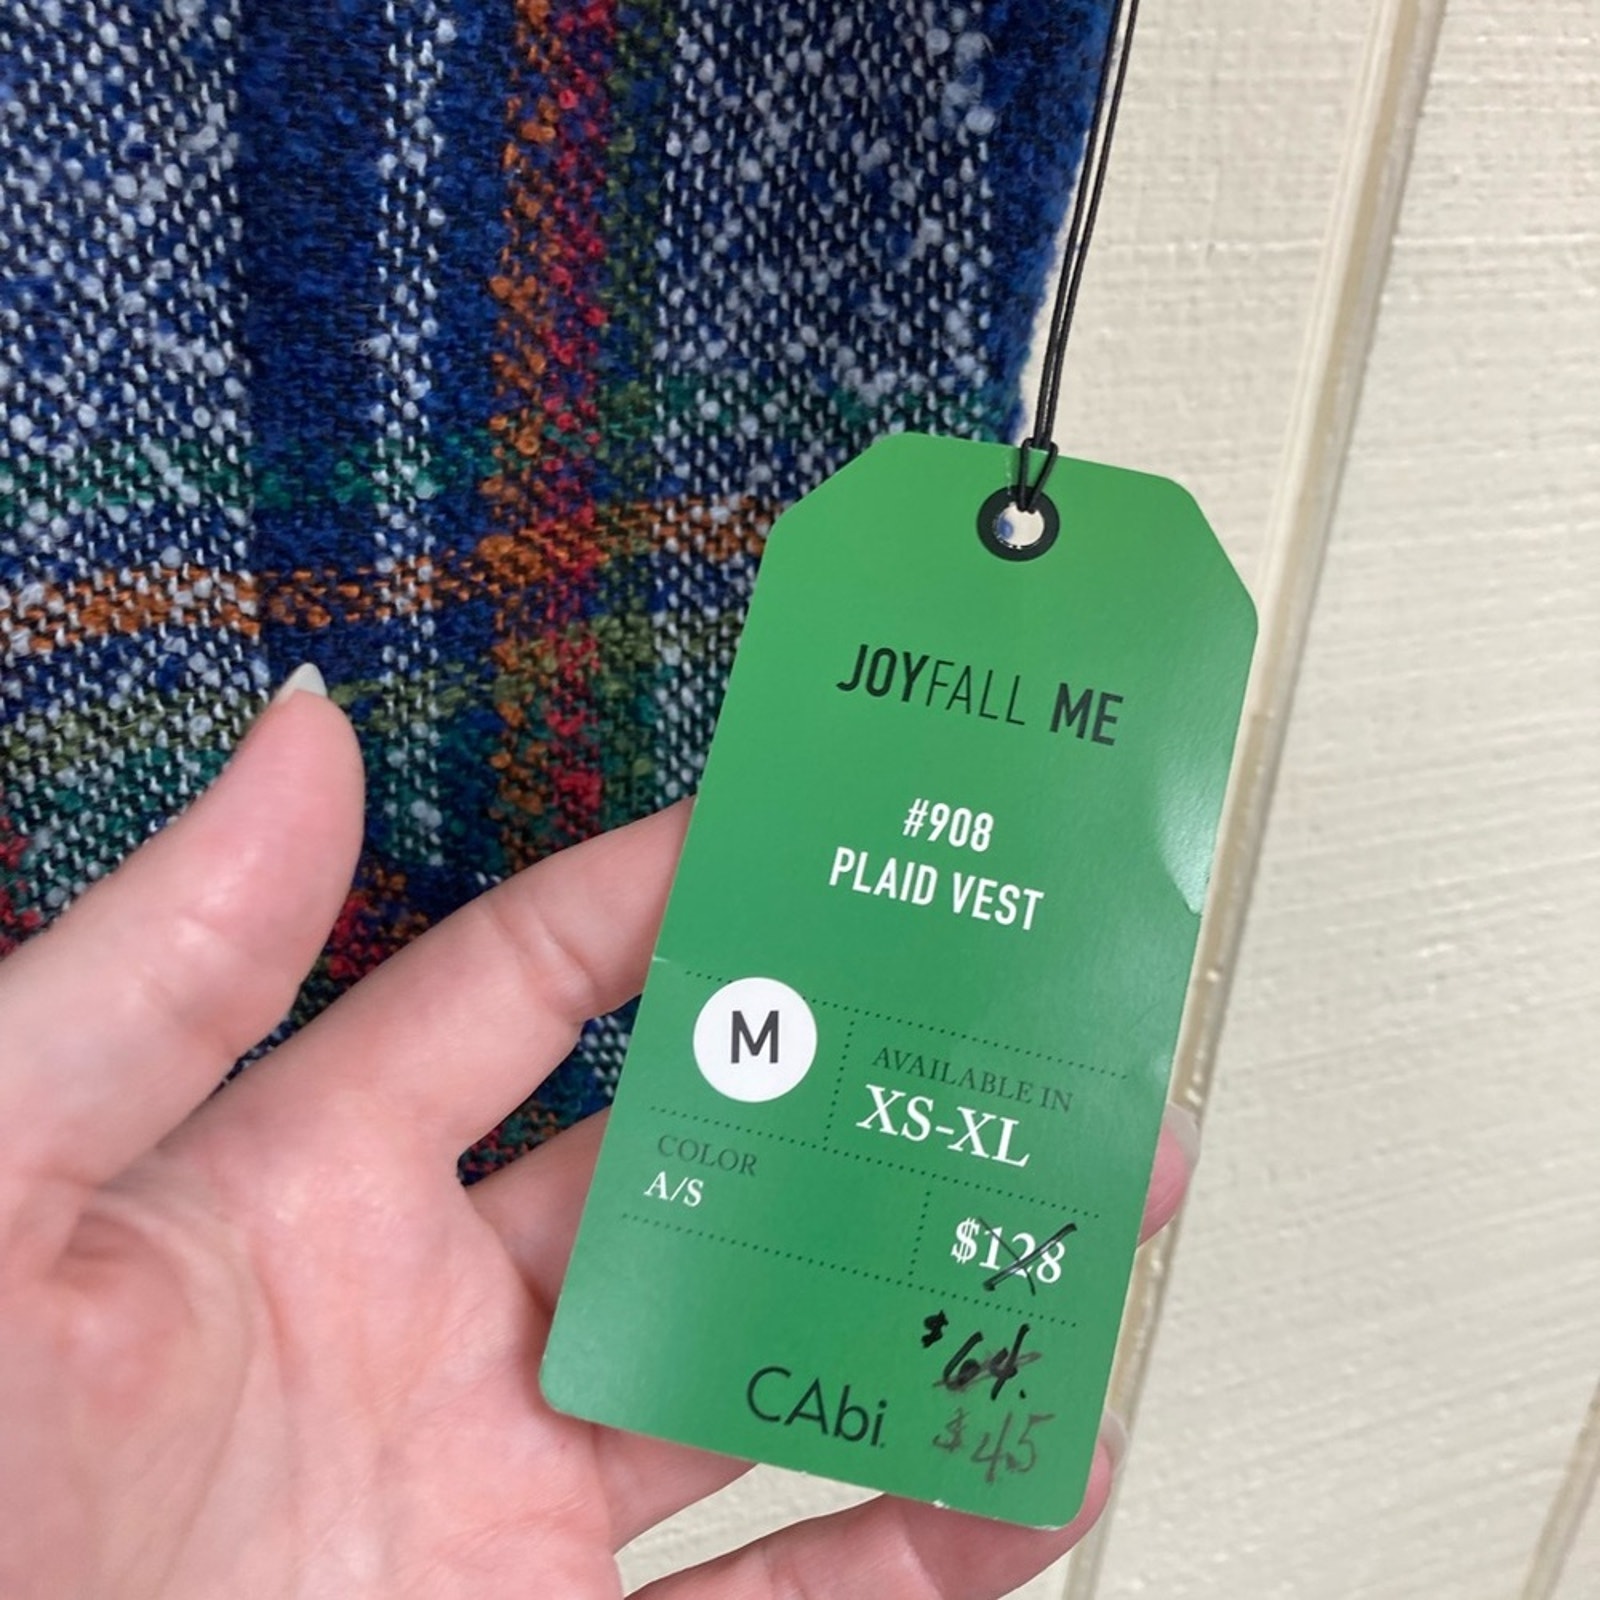 JOYFALL ME
#908
PLAID VEST
M
AVAILABLE IN
XS-XL
COLOR
A/S
$128
$64.
CAbi
$45